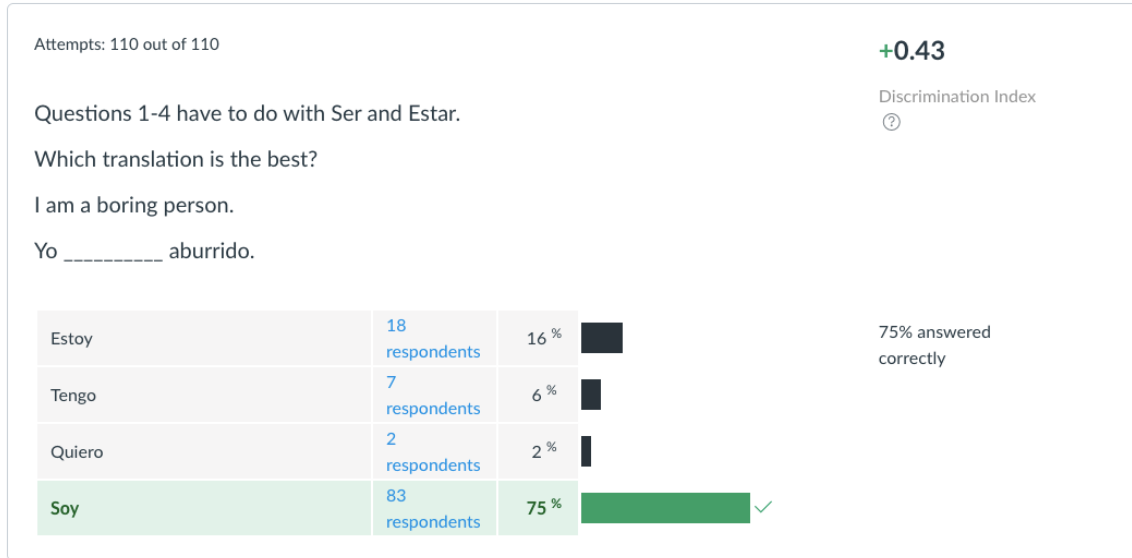 Attempts: 110 out of 110
+0.43
Discrimination Index
?
Questions 1-4 have to do with Ser and Estar.
Which translation is the best?
I am a boring person.
Yo __________ aburrido.
Estoy
18
respondents
16 %
Tengo
7
respondents
6 %
Quiero
2
respondents
2 %
Soy
83
respondents
75 %
75% answered
correctly